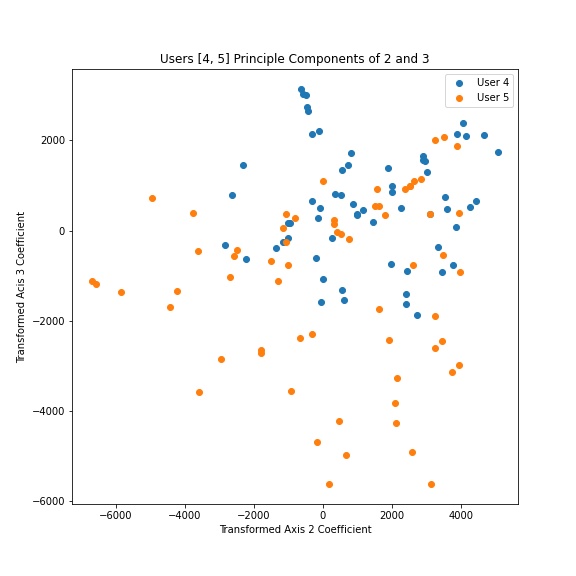 Users [4, 5] Principle Components of 2 and 3
User 4
User 5
Transformed Acis 3 Coefficient
2000
0
−2000
−4000
−6000
−6000 −4000 −2000 0 2000 4000
Transformed Axis 2 Coefficient